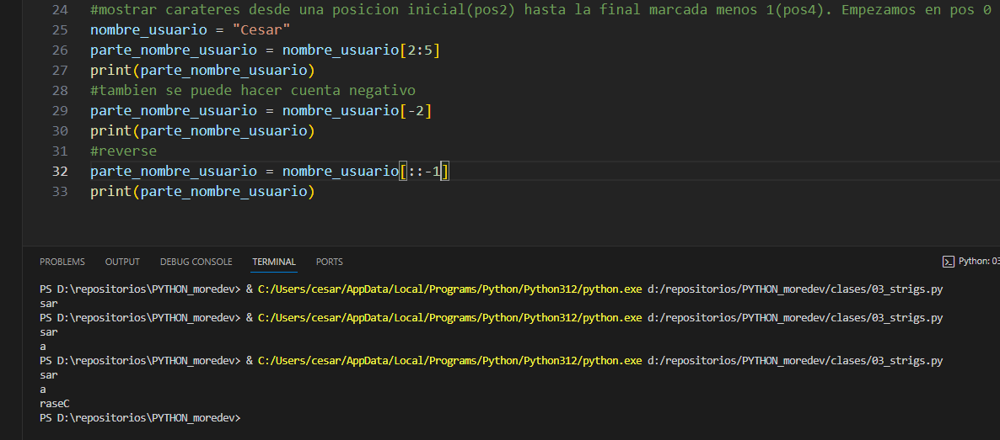 24 #mostrar carateres desde una posicion inicial(pos2) hasta la final marcada menos 1(pos4). Empezamos en pos 0
25 nombre_usuario = "Cesar"
26 parte_nombre_usuario = nombre_usuario[2:5]
27 print(parte_nombre_usuario)
28 #tambien se puede hacer cuenta negativo
29 parte_nombre_usuario = nombre_usuario[-2]
30 print(parte_nombre_usuario)
31 #reverse
32 parte_nombre_usuario = nombre_usuario[::-1]
33 print(parte_nombre_usuario)
PROBLEMS OUTPUT DEBUG CONSOLE TERMINAL PORTS Python: 03
PS D:\repositorios\PYTHON_moredev> & C:/Users/cesar/AppData/Local/Programs/Python/Python312/python.exe d:/repositorios/PYTHON_moredev/clases/03_strigs.py
sar
PS D:\repositorios\PYTHON_moredev> & C:/Users/cesar/AppData/Local/Programs/Python/Python312/python.exe d:/repositorios/PYTHON_moredev/clases/03_strigs.py
sar
a
PS D:\repositorios\PYTHON_moredev> & C:/Users/cesar/AppData/Local/Programs/Python/Python312/python.exe d:/repositorios/PYTHON_moredev/clases/03_strigs.py
sar
a
raseC
PS D:\repositorios\PYTHON_moredev>